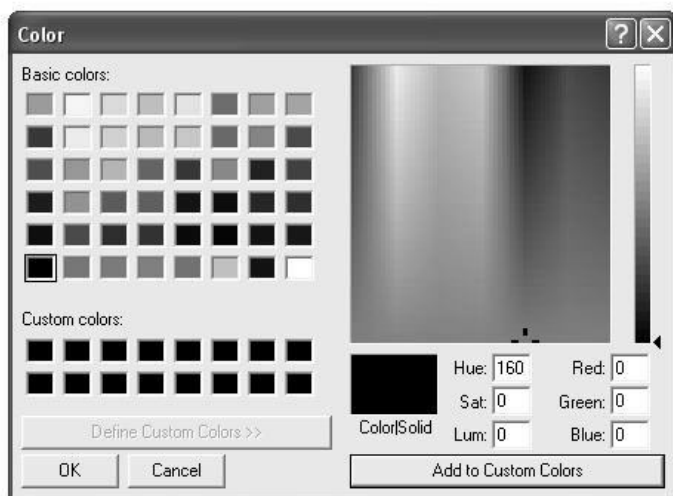 Color
Basic colors:
Custom colors:
Define Custom Colors >>
OK
Cancel
Color|Solid
Hue: 160
Sat: 0
Lum: 0
Red: 0
Green: 0
Blue: 0
Add to Custom Colors